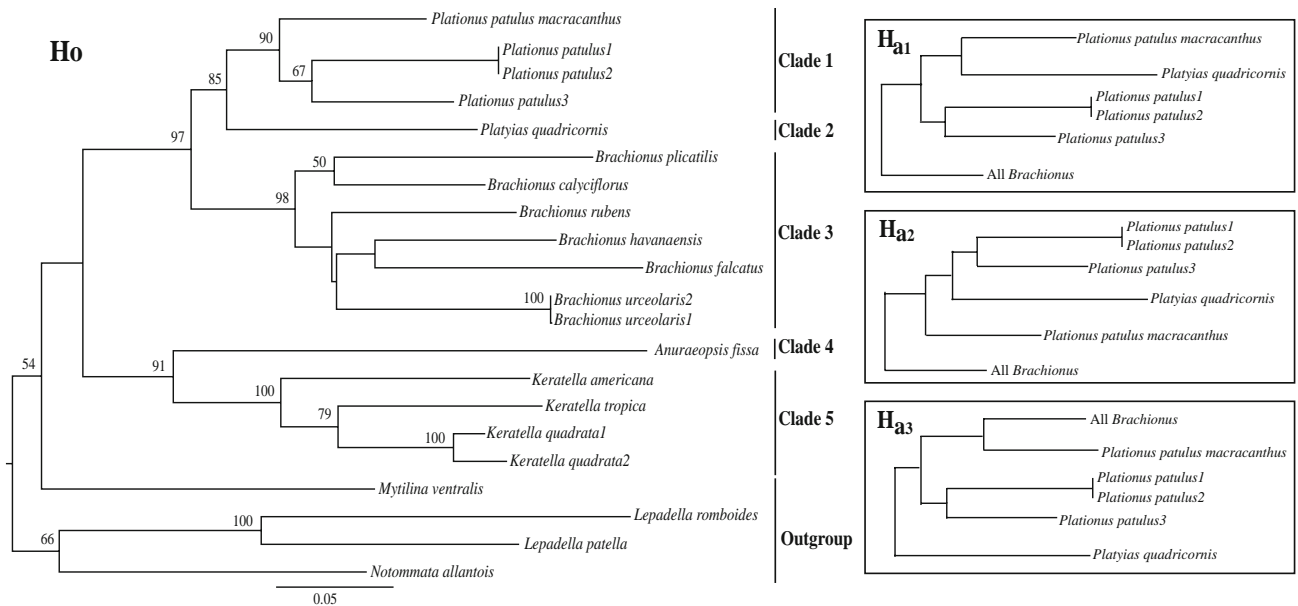 Ho
Plationus patulus macracanthus
90
Plationus patulus1
67
Plationus patulus2
85
Plationus patulus3
Clade 1
97
Platyias quadricornis
Clade 2
Brachionus plicatilis
50
Brachionus calyciflorus
98
Brachionus rubens
Brachionus havanaensis
Clade 3
Brachionus falcatus
100
Brachionus urceolaris2
Brachionus urceolaris1
54
91
Anuraeopsis fissa
Clade 4
100
Keratella americana
79
Keratella tropica
Clade 5
100
Keratella quadrata1
Keratella quadrata2
Mytilina ventralis
66
100
Lepadella romboides
Lepadella patella
Outgroup
Notommata allantois
0.05
Ha1
Plationus patulus macracanthus
Platyias quadricornis
Plationus patulus1
Plationus patulus2
Plationus patulus3
All Brachionus
Ha2
Plationus patulus1
Plationus patulus2
Plationus patulus3
Platyias quadricornis
Plationus patulus macracanthus
All Brachionus
Ha3
All Brachionus
Plationus patulus macracanthus
Plationus patulus1
Plationus patulus2
Plationus patulus3
Platyias quadricornis